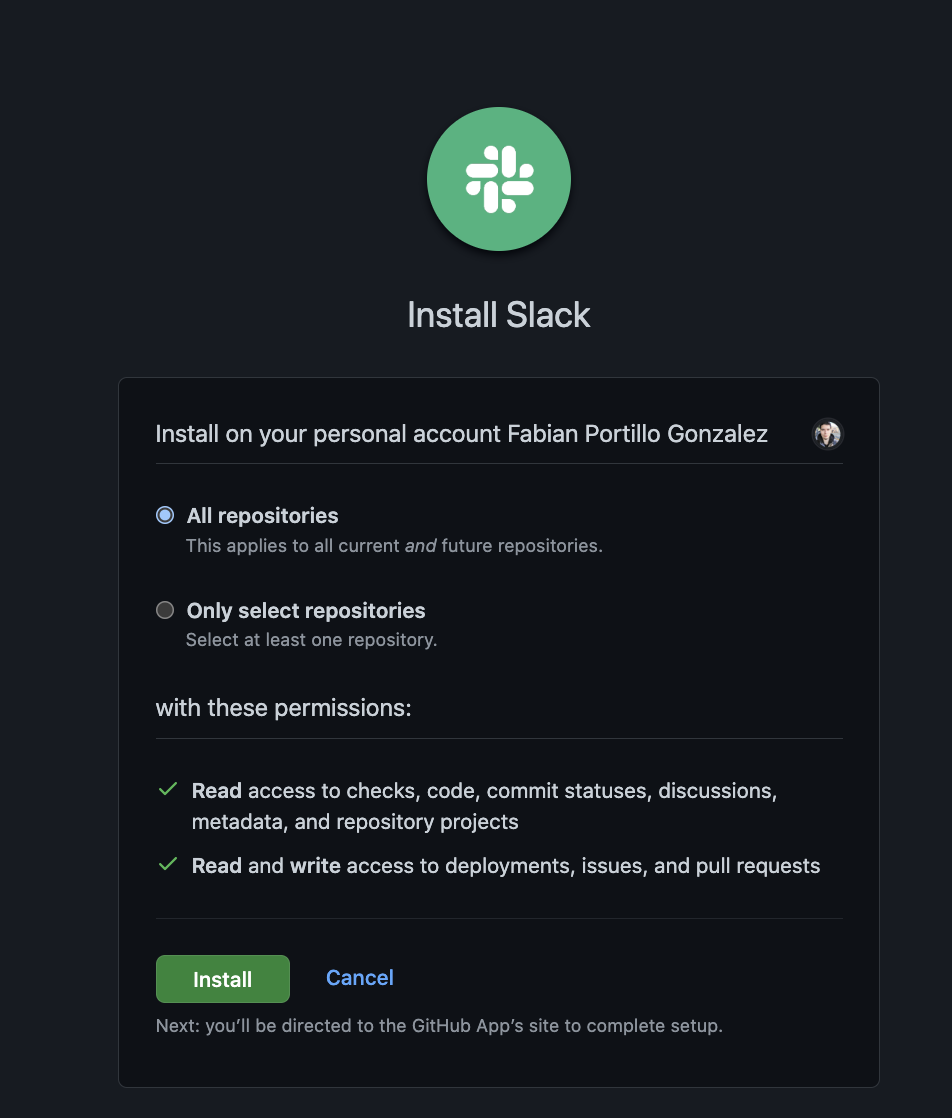 Install Slack
Install on your personal account Fabian Portillo Gonzalez
All repositories
This applies to all current and future repositories.
Only select repositories
Select at least one repository.
with these permissions:
Read access to checks, code, commit statuses, discussions,
metadata, and repository projects
Read and write access to deployments, issues, and pull requests
Install
Cancel
Next: you’ll be directed to the GitHub App’s site to complete setup.